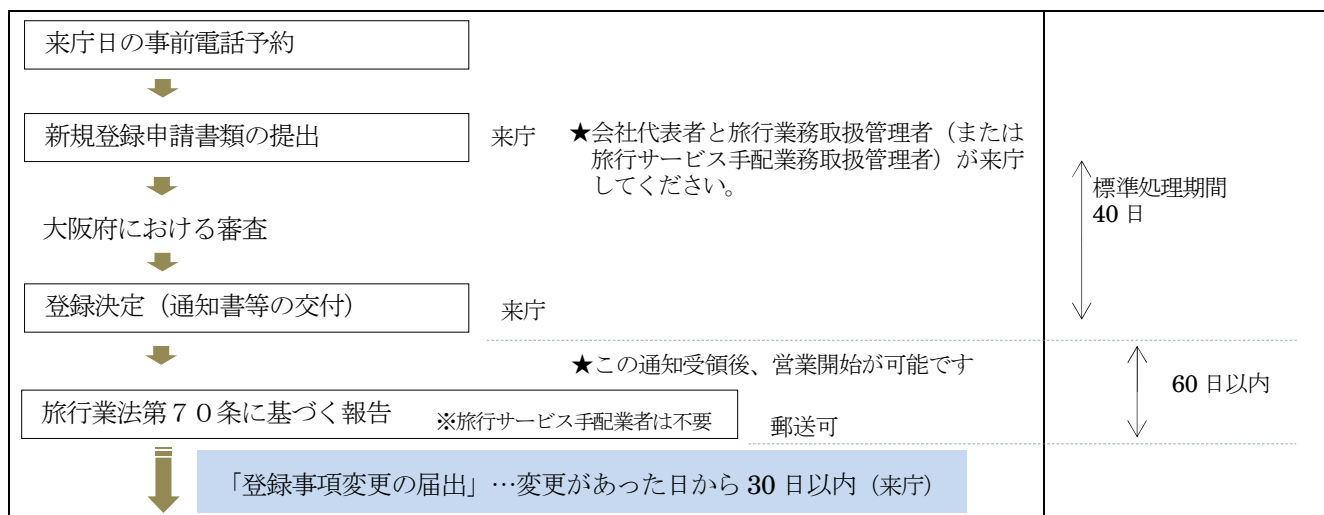 来庁日の事前電話予約
新規登録申請書類の提出
来庁
★会社代表者と旅行業務取扱管理者（または
旅行サービス手配業務取扱管理者）が来庁
してください。
標準処理期間
40 日
大阪府における審査
登録決定（通知書等の交付）
来庁
★この通知受領後、営業開始が可能です
60 日以内
旅行業法第７０条に基づく報告 ※旅行サービス手配業者は不要
郵送可
「登録事項変更の届出」…変更があった日から 30 日以内（来庁）